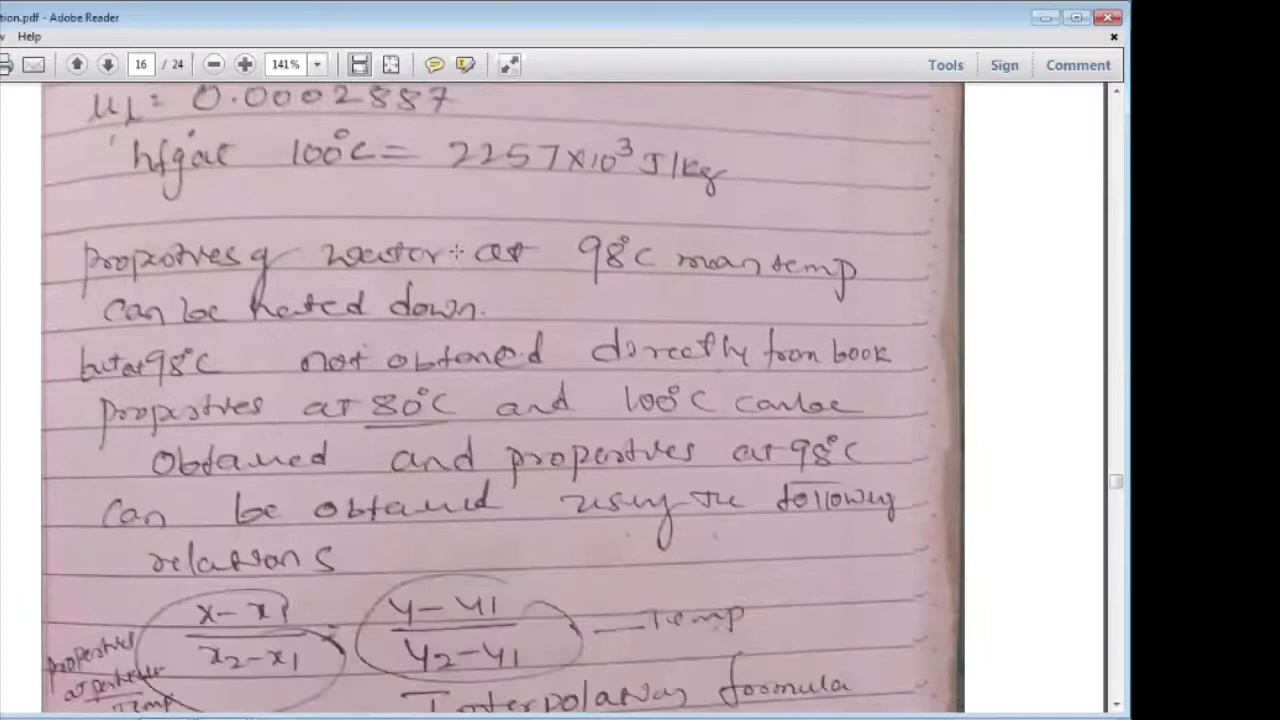 tion.pdf - Adobe Reader
Help
16 / 24 141% Tools Sign Comment
μL = 0.0002887
hfg at 100°C = 2257×10³ J/kg
properties of water at 98°C mean temp
can be noted down.
but at 98°C not obtained directly from book
properties at 80°C and 100°C can be
obtained and properties at 98°C
can be obtained using the following
relations
x-x1 / x2-x1 = y-y1 / y2-y1 — Temp
properties
at particular
Temp
Interpolation formula